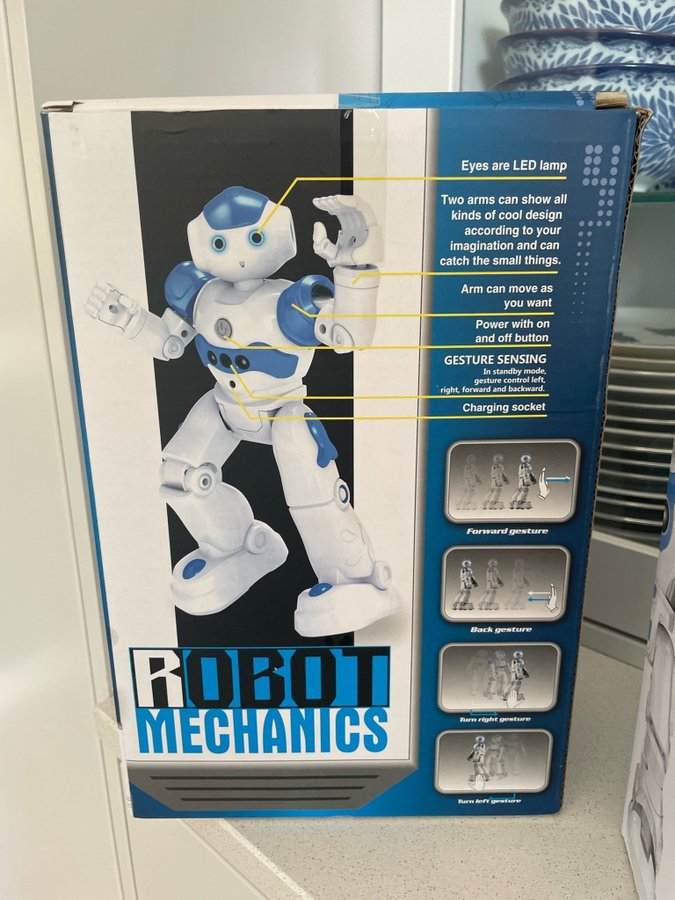 Eyes are LED lamp
Two arms can show all
kinds of cool design
according to your
imagination and can
catch the small things.
Arm can move as
you want
Power with on
and off button
GESTURE SENSING
In standby mode,
gesture control left,
right, forward and backward.
Charging socket
Forward gesture
Back gesture
Turn right gesture
Turn left gesture
ROBOT
MECHANICS